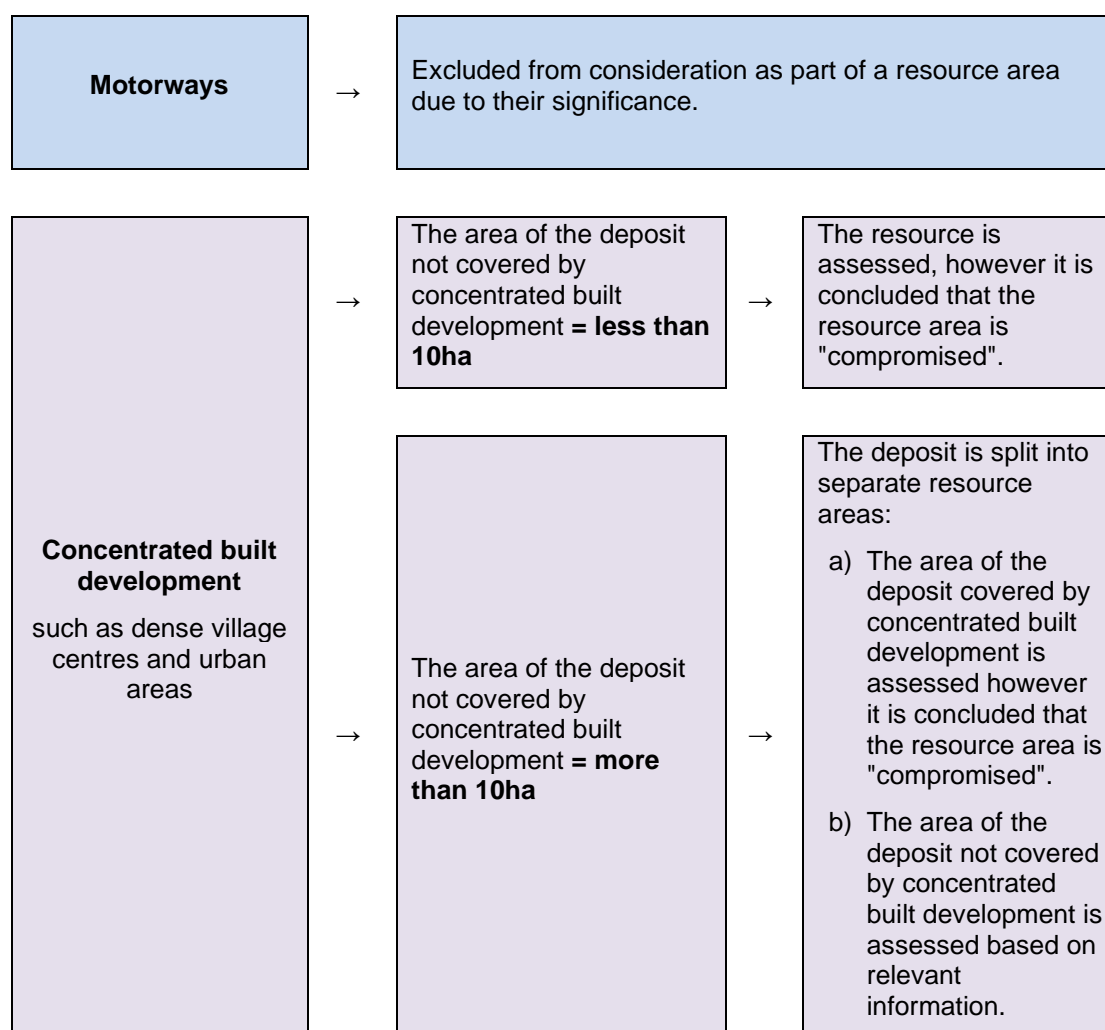 Motorways
→
Excluded from consideration as part of a resource area
due to their significance.
Concentrated built
development
such as dense village
centres and urban
areas
→
The area of the deposit
not covered by
concentrated built
development = less than
10ha
→
The resource is
assessed, however it is
concluded that the
resource area is
"compromised".
→
The area of the deposit
not covered by
concentrated built
development = more
than 10ha
→
The deposit is split into
separate resource
areas:
a) The area of the
deposit covered by
concentrated built
development is
assessed however
it is concluded that
the resource area is
"compromised".
b) The area of the
deposit not covered
by concentrated
built development is
assessed based on
relevant
information.